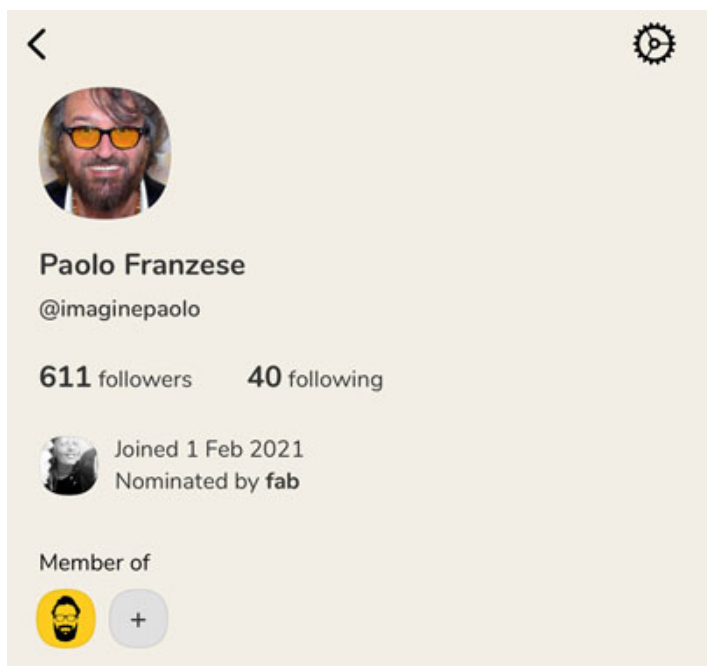 Paolo Franzese
@imaginepaolo
611 followers 40 following
Joined 1 Feb 2021
Nominated by fab
Member of
+